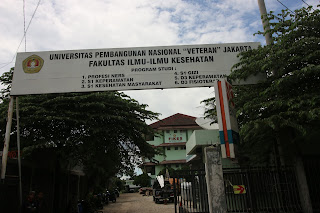 UNIVERSITAS PEMBANGUNAN NASIONAL "VETERAN" JAKARTA
FAKULTAS ILMU-ILMU KESEHATAN
PROGRAM STUDI :
1. PROFESI NERS
2. S1 KEPERAWATAN
3. S1 KESEHATAN MASYARAKAT
4. S1 GIZI
5. D3 KEPERAWATAN
6. D3 FISIOTERAPI
FIKES